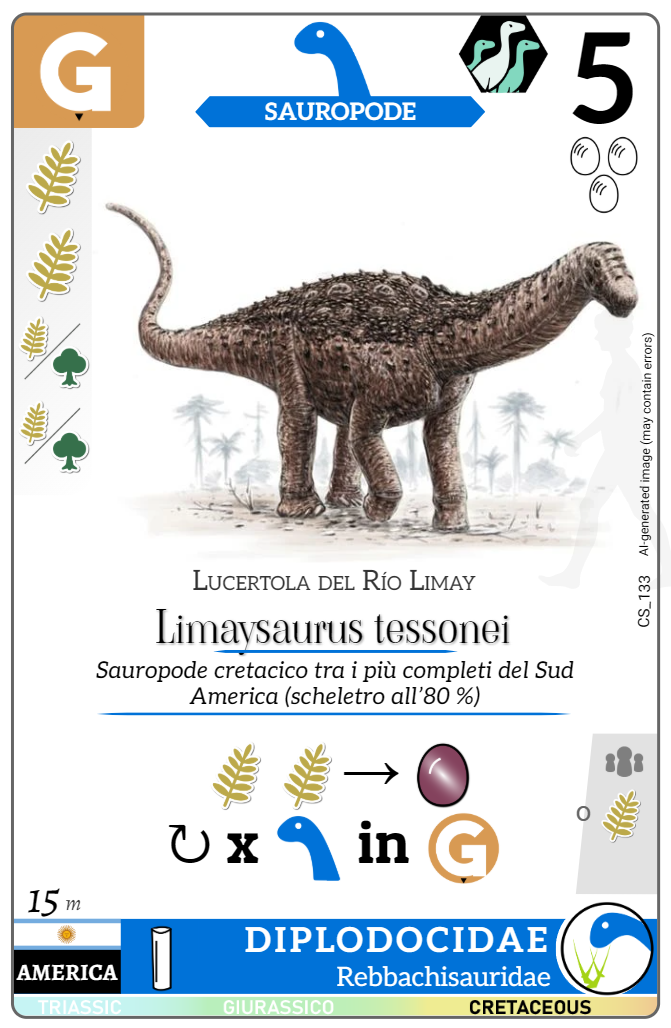 G
SAUROPODE
5
AI-generated image (may contain errors)
CS_133
Lucertola del Río Limay
Limaysaurus tessonei
Sauropode cretacico tra i più completi del Sud
America (scheletro all'80 %)
o
x in G
15 m
AMERICA
DIPLODOCIDAE
Rebbachisauridae
TRIASSIC GIURASSICO CRETACEOUS